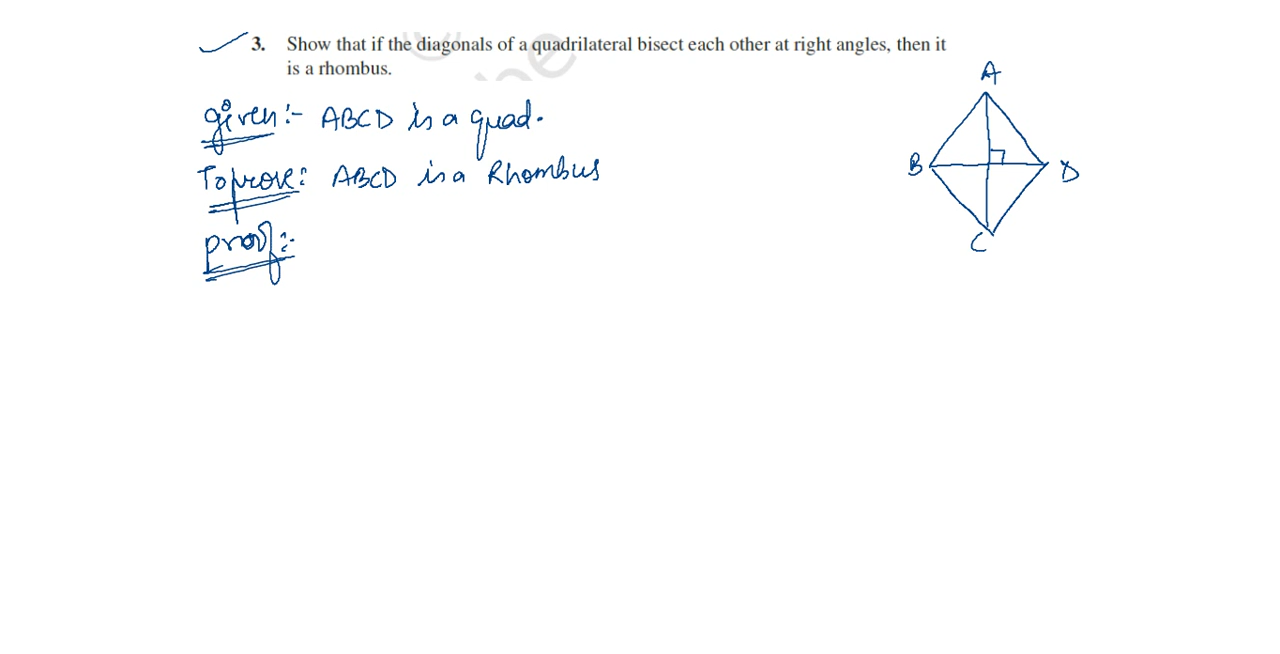 3. Show that if the diagonals of a quadrilateral bisect each other at right angles, then it
is a rhombus.
given :- ABCD is a quad.
To prove : ABCD is a Rhombus
proof :-
A
B
D
C